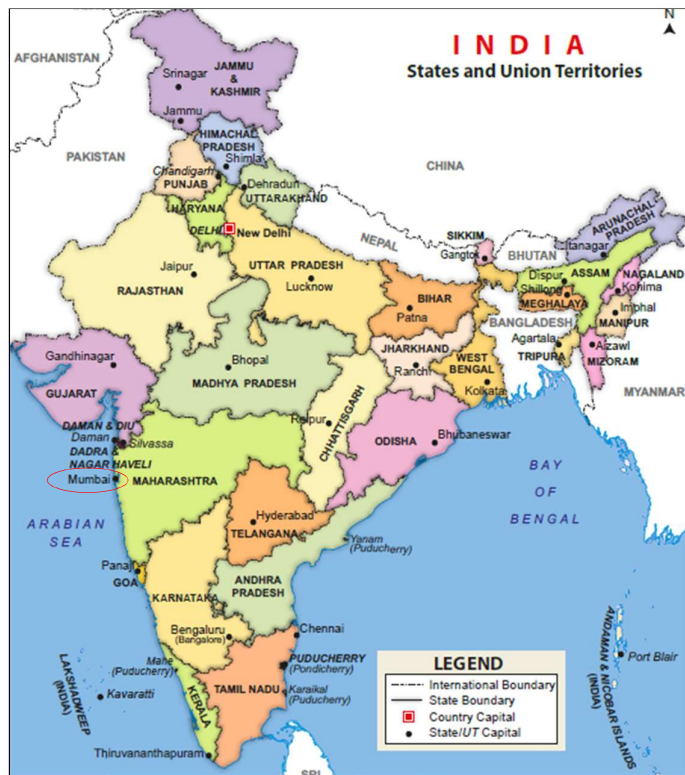 N
INDIA
States and Union Territories
AFGHANISTAN
JAMMU
&
KASHMIR
Srinagar
Jammu
PAKISTAN
CHINA
HIMACHAL
PRADESH
Shimla
Chandigarh
PUNJAB
Dehradun
UTTARAKHAND
HARYANA
DELHI
New Delhi
NEPAL
SIKKIM
Gangtok
BHUTAN
ARUNACHAL
PRADESH
Itanagar
Jaipur
RAJASTHAN
UTTAR PRADESH
Lucknow
BIHAR
Patna
Dispur
ASSAM
Shillong
MEGHALAYA
NAGALAND
Kohima
Imphal
MANIPUR
BANGLADESH
Agartala
TRIPURA
Aizawl
MIZORAM
MYANMAR
Gandhinagar
GUJARAT
Bhopal
MADHYA PRADESH
JHARKHAND
Ranchi
WEST
BENGAL
Kolkata
DAMAN & DIU
Daman
Silvassa
DADRA &
NAGAR HAVELI
Mumbai
MAHARASHTRA
Raipur
CHHATTISGARH
ODISHA
Bhubaneswar
ARABIAN
SEA
BAY
OF
BENGAL
Hyderabad
TELANGANA
Yanam
(Puducherry)
Panaji
GOA
KARNATAKA
ANDHRA
PRADESH
Bengaluru
(Bangalore)
Chennai
Mahe
(Puducherry)
PUDUCHERRY
(Pondicherry)
Karaikal
(Puducherry)
TAMIL NADU
KERALA
Thiruvananthapuram
LAKSHADWEEP
(INDIA)
Kavaratti
ANDAMAN & NICOBAR ISLANDS
(INDIA)
Port Blair
LEGEND
International Boundary
State Boundary
Country Capital
State/UT Capital
SRI